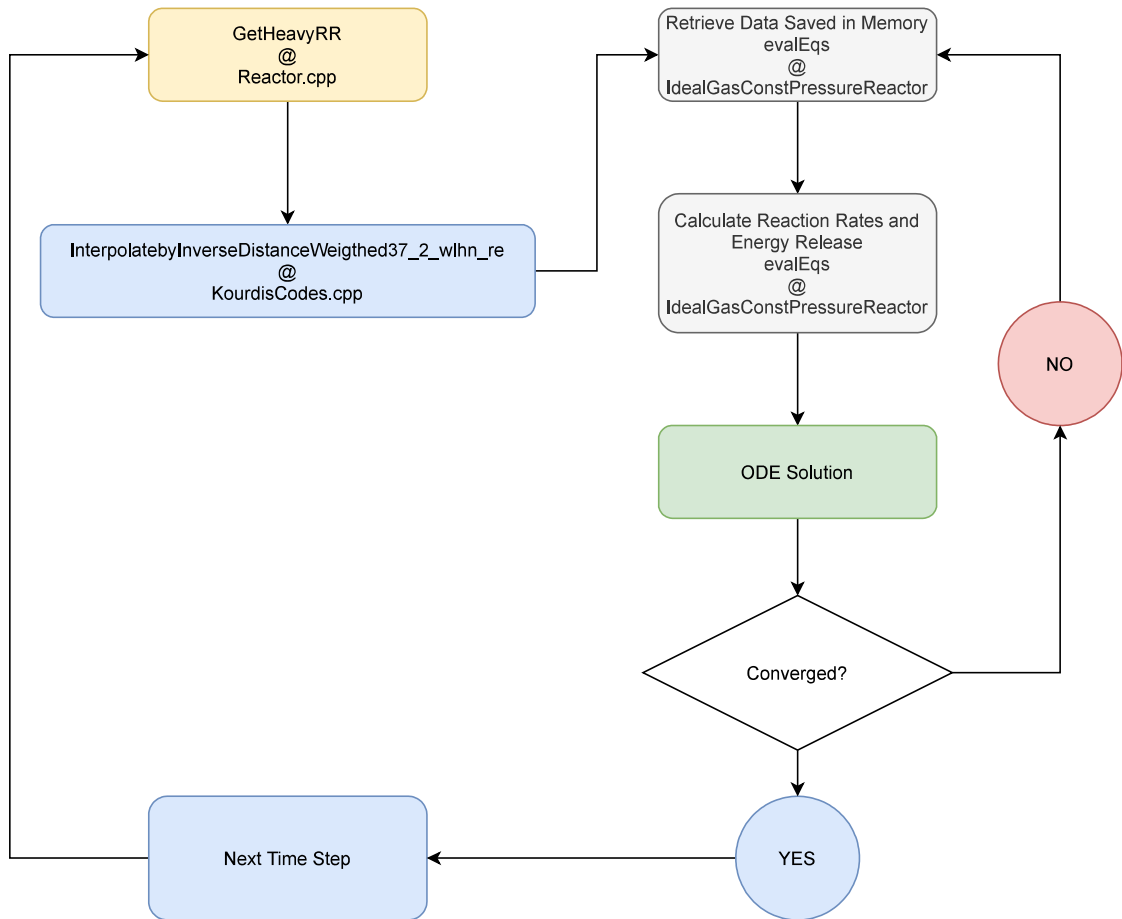 GetHeavyRR
@
Reactor.cpp
Retrieve Data Saved in Memory
evalEqs
@
IdealGasConstPressureReactor
InterpolatebyInverseDistanceWeigthed37_2_wlhn_re
@
KourdisCodes.cpp
Calculate Reaction Rates and
Energy Release
evalEqs
@
IdealGasConstPressureReactor
NO
ODE Solution
Converged?
Next Time Step
YES